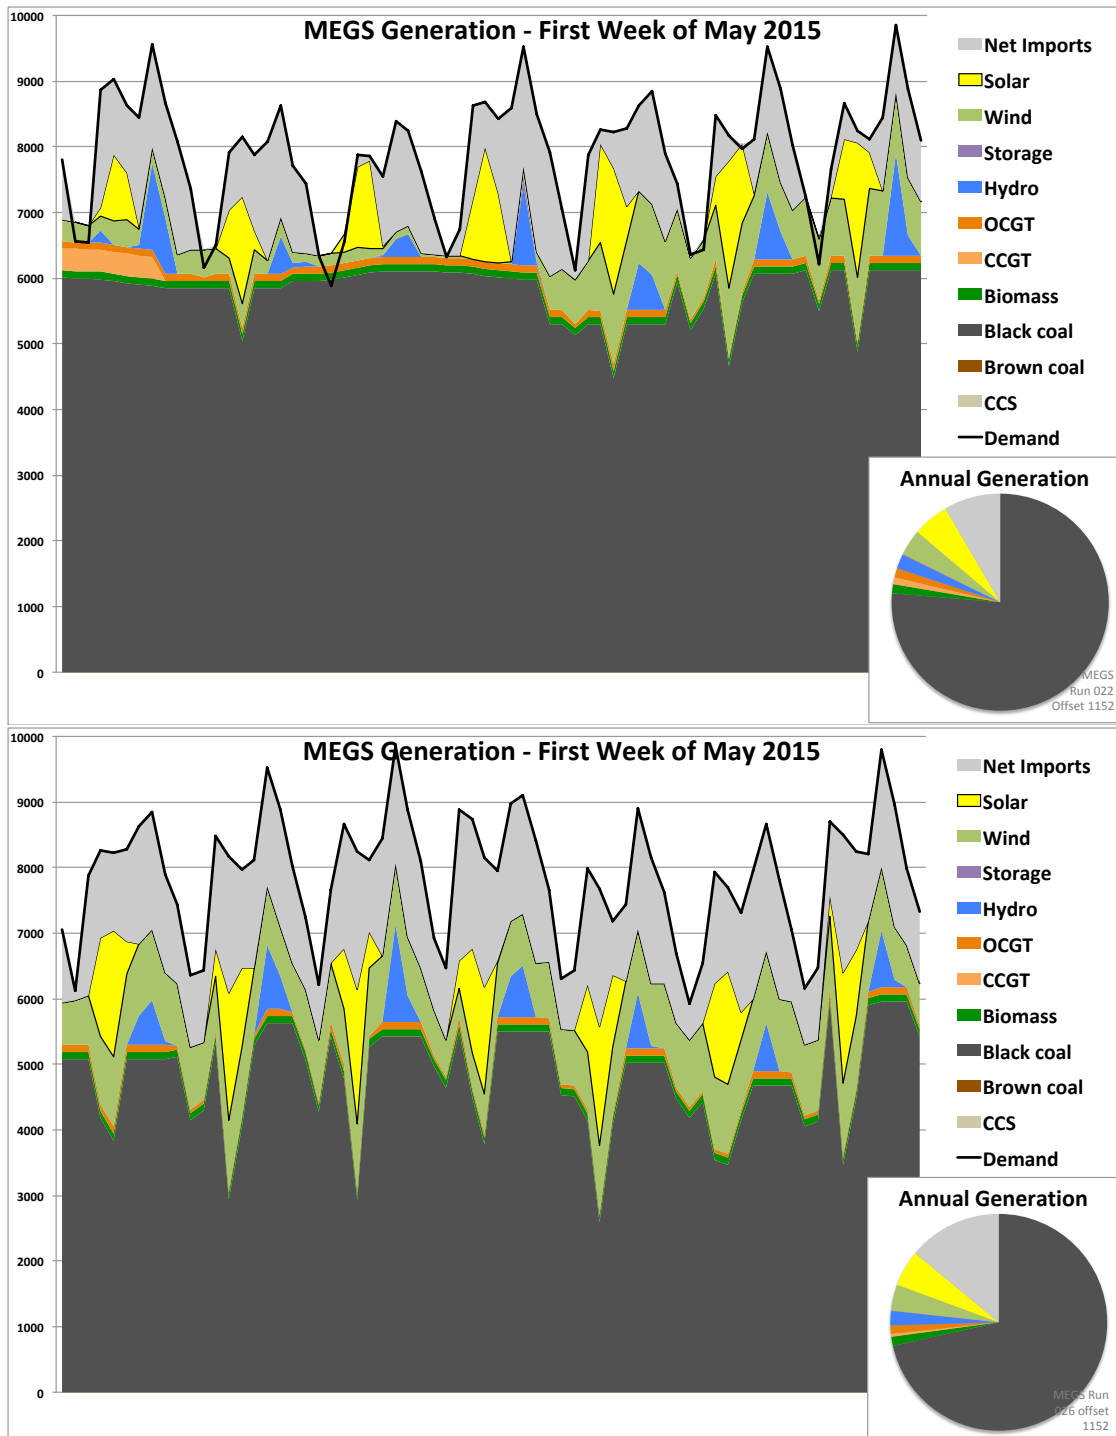 MEGS Generation - First Week of May 2015
10000
9000
8000
7000
6000
5000
4000
3000
2000
1000
0
Net Imports
Solar
Wind
Storage
Hydro
OCGT
CCGT
Biomass
Black coal
Brown coal
CCS
Demand
Annual Generation
MEGS
Run 022
Offset 1152
MEGS Generation - First Week of May 2015
10000
9000
8000
7000
6000
5000
4000
3000
2000
1000
0
Net Imports
Solar
Wind
Storage
Hydro
OCGT
CCGT
Biomass
Black coal
Brown coal
CCS
Demand
Annual Generation
MEGS Run
026 offset
1152